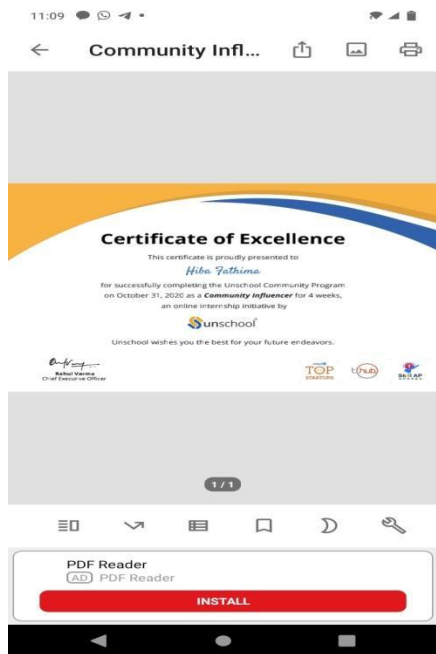 11:09
Community Infl...
Certificate of Excellence
This certificate is proudly presented to
Hiba Fathima
for successfully completing the Unschool Community Program
on October 31, 2020 as a Community Influencer for 4 weeks,
an online internship initiative by
unschool
Unschool wishes you the best for your future endeavors.
Rahul Varma
Chief Executive Officer
TOP
STARTUPS
t:hub
Skill AP
1/1
PDF Reader
AD PDF Reader
INSTALL